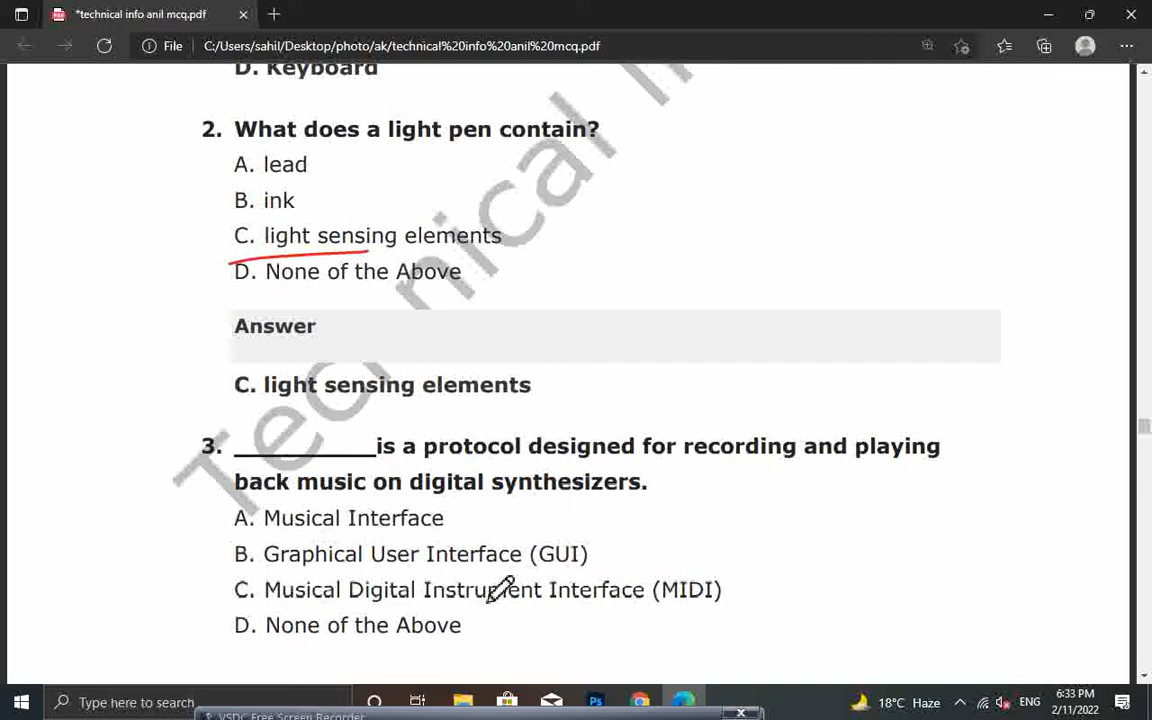 *technical info anil mcq.pdf
File C:/Users/sahil/Desktop/photo/ak/technical%20info%20anil%20mcq.pdf
D. Keyboard
2. What does a light pen contain?
A. lead
B. ink
C. light sensing elements
D. None of the Above
Answer
C. light sensing elements
3. __________is a protocol designed for recording and playing
back music on digital synthesizers.
A. Musical Interface
B. Graphical User Interface (GUI)
C. Musical Digital Instrument Interface (MIDI)
D. None of the Above
Technical
Type here to search
Ps
18°C Haze
ENG
6:33 PM
2/11/2022
VSDC Free Screen Recorder